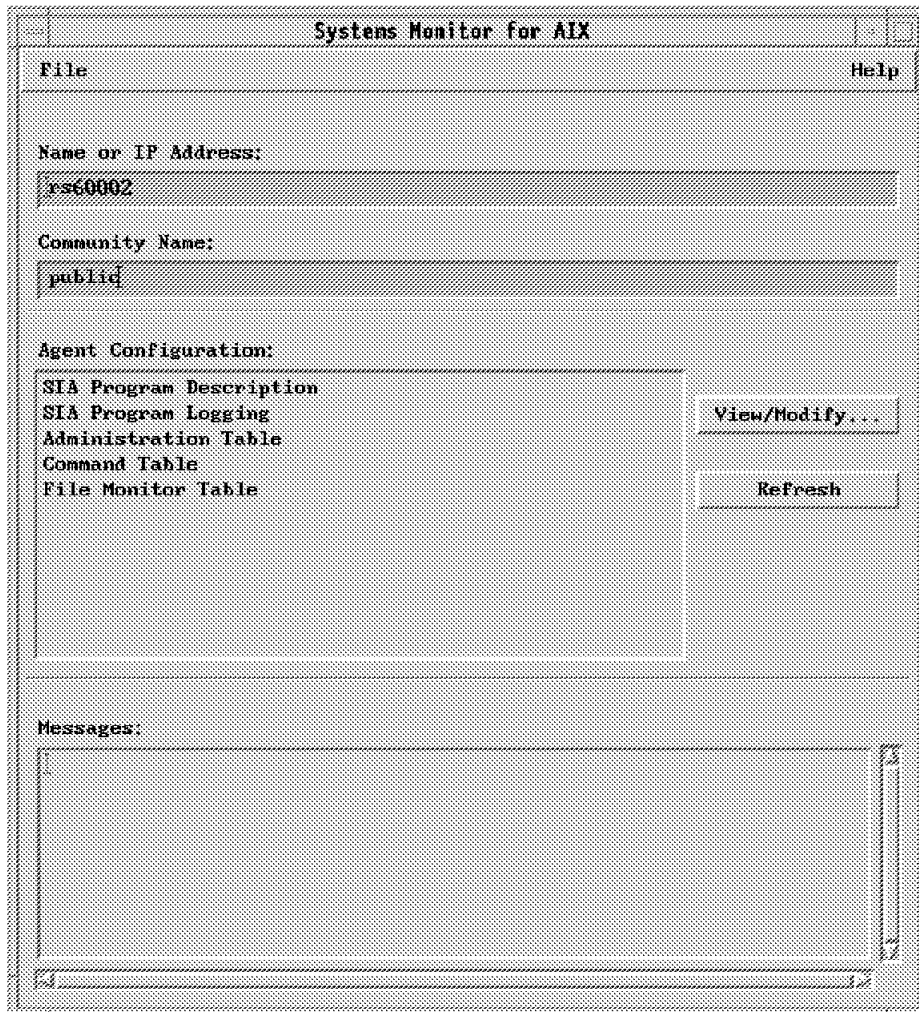 Systems Monitor for AIX
File Help
Name or IP Address:
rs60002
Community Name:
public
Agent Configuration:
SIA Program Description
SIA Program Logging
Administration Table
Command Table
File Monitor Table
View/Modify...
Refresh
Messages: